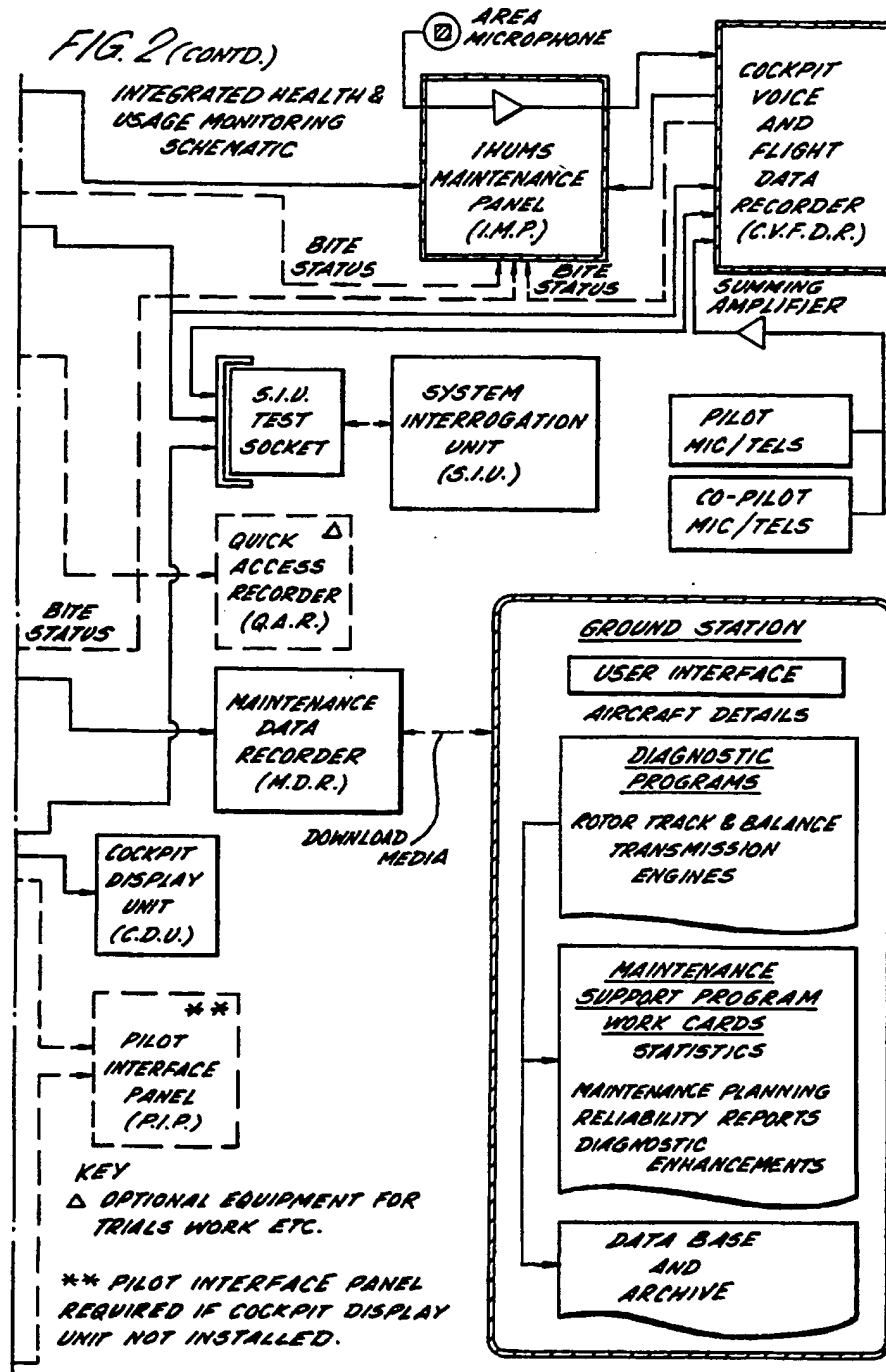 FIG. 2 (CONTD.)
INTEGRATED HEALTH &
USAGE MONITORING
SCHEMATIC
AREA
MICROPHONE
IHUMS
MAINTENANCE
PANEL
(I.M.P.)
COCKPIT
VOICE
AND
FLIGHT
DATA
RECORDER
(C.V.F.D.R.)
BITE
STATUS
BITE
STATUS
SUMMING
AMPLIFIER
S.I.U.
TEST
SOCKET
SYSTEM
INTERROGATION
UNIT
(S.I.U.)
PILOT
MIC/TELS
CO-PILOT
MIC/TELS
QUICK Δ
ACCESS
RECORDER
(Q.A.R.)
BITE
STATUS
MAINTENANCE
DATA
RECORDER
(M.D.R.)
DOWNLOAD
MEDIA
COCKPIT
DISPLAY
UNIT
(C.D.U.)
**
PILOT
INTERFACE
PANEL
(P.I.P.)
KEY
Δ OPTIONAL EQUIPMENT FOR
TRIALS WORK ETC.
** PILOT INTERFACE PANEL
REQUIRED IF COCKPIT DISPLAY
UNIT NOT INSTALLED.
GROUND STATION
USER INTERFACE
AIRCRAFT DETAILS
DIAGNOSTIC
PROGRAMS
ROTOR TRACK & BALANCE
TRANSMISSION
ENGINES
MAINTENANCE
SUPPORT PROGRAM
WORK CARDS
STATISTICS
MAINTENANCE PLANNING
RELIABILITY REPORTS
DIAGNOSTIC
ENHANCEMENTS
DATA BASE
AND
ARCHIVE